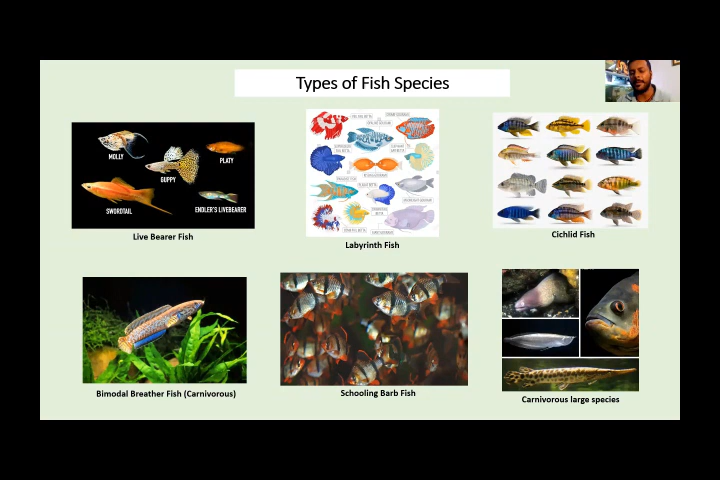 Types of Fish Species
MOLLY
GUPPY
PLATY
SWORDTAIL
ENDLER'S LIVEBEARER
Live Bearer Fish
Labyrinth Fish
Cichlid Fish
Bimodal Breather Fish (Carnivorous)
Schooling Barb Fish
Carnivorous large species